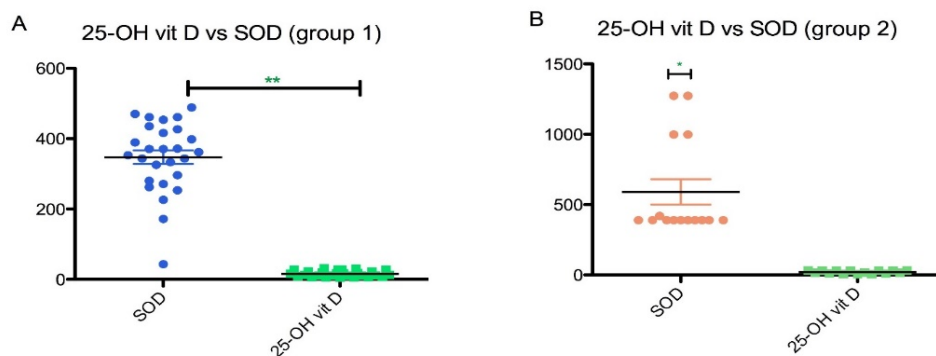 A
25-OH vit D vs SOD (group 1)
600
**
400
200
0
SOD
25-OH vit D
B
25-OH vit D vs SOD (group 2)
1500
*
1000
500
0
SOD
25-OH vit D